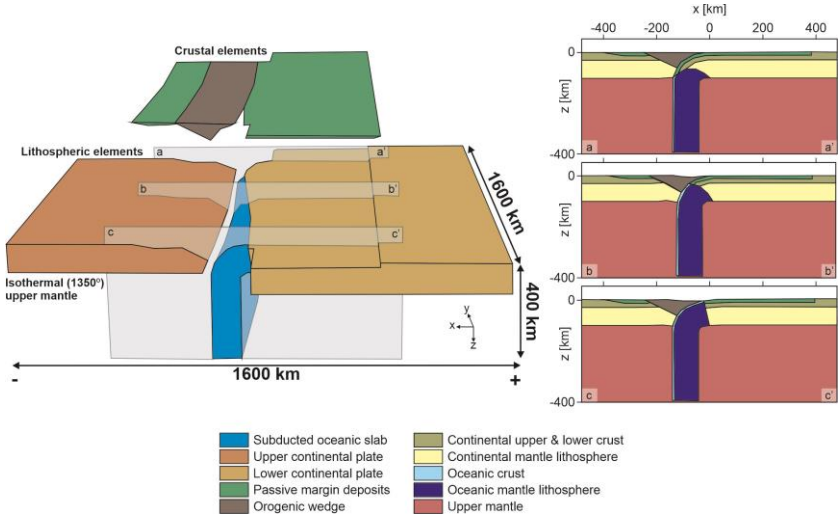 Crustal elements
Lithospheric elements
a
a'
b
b'
c
c'
1600 km
400 km
Isothermal (1350°)
upper mantle
y
x
z
-
1600 km
+
x [km]
-400
-200
0
200
400
0
z [km]
-400
a
a'
0
z [km]
-400
b
b'
0
z [km]
-400
c
c'
Subducted oceanic slab
Upper continental plate
Lower continental plate
Passive margin deposits
Orogenic wedge
Continental upper & lower crust
Continental mantle lithosphere
Oceanic crust
Oceanic mantle lithosphere
Upper mantle